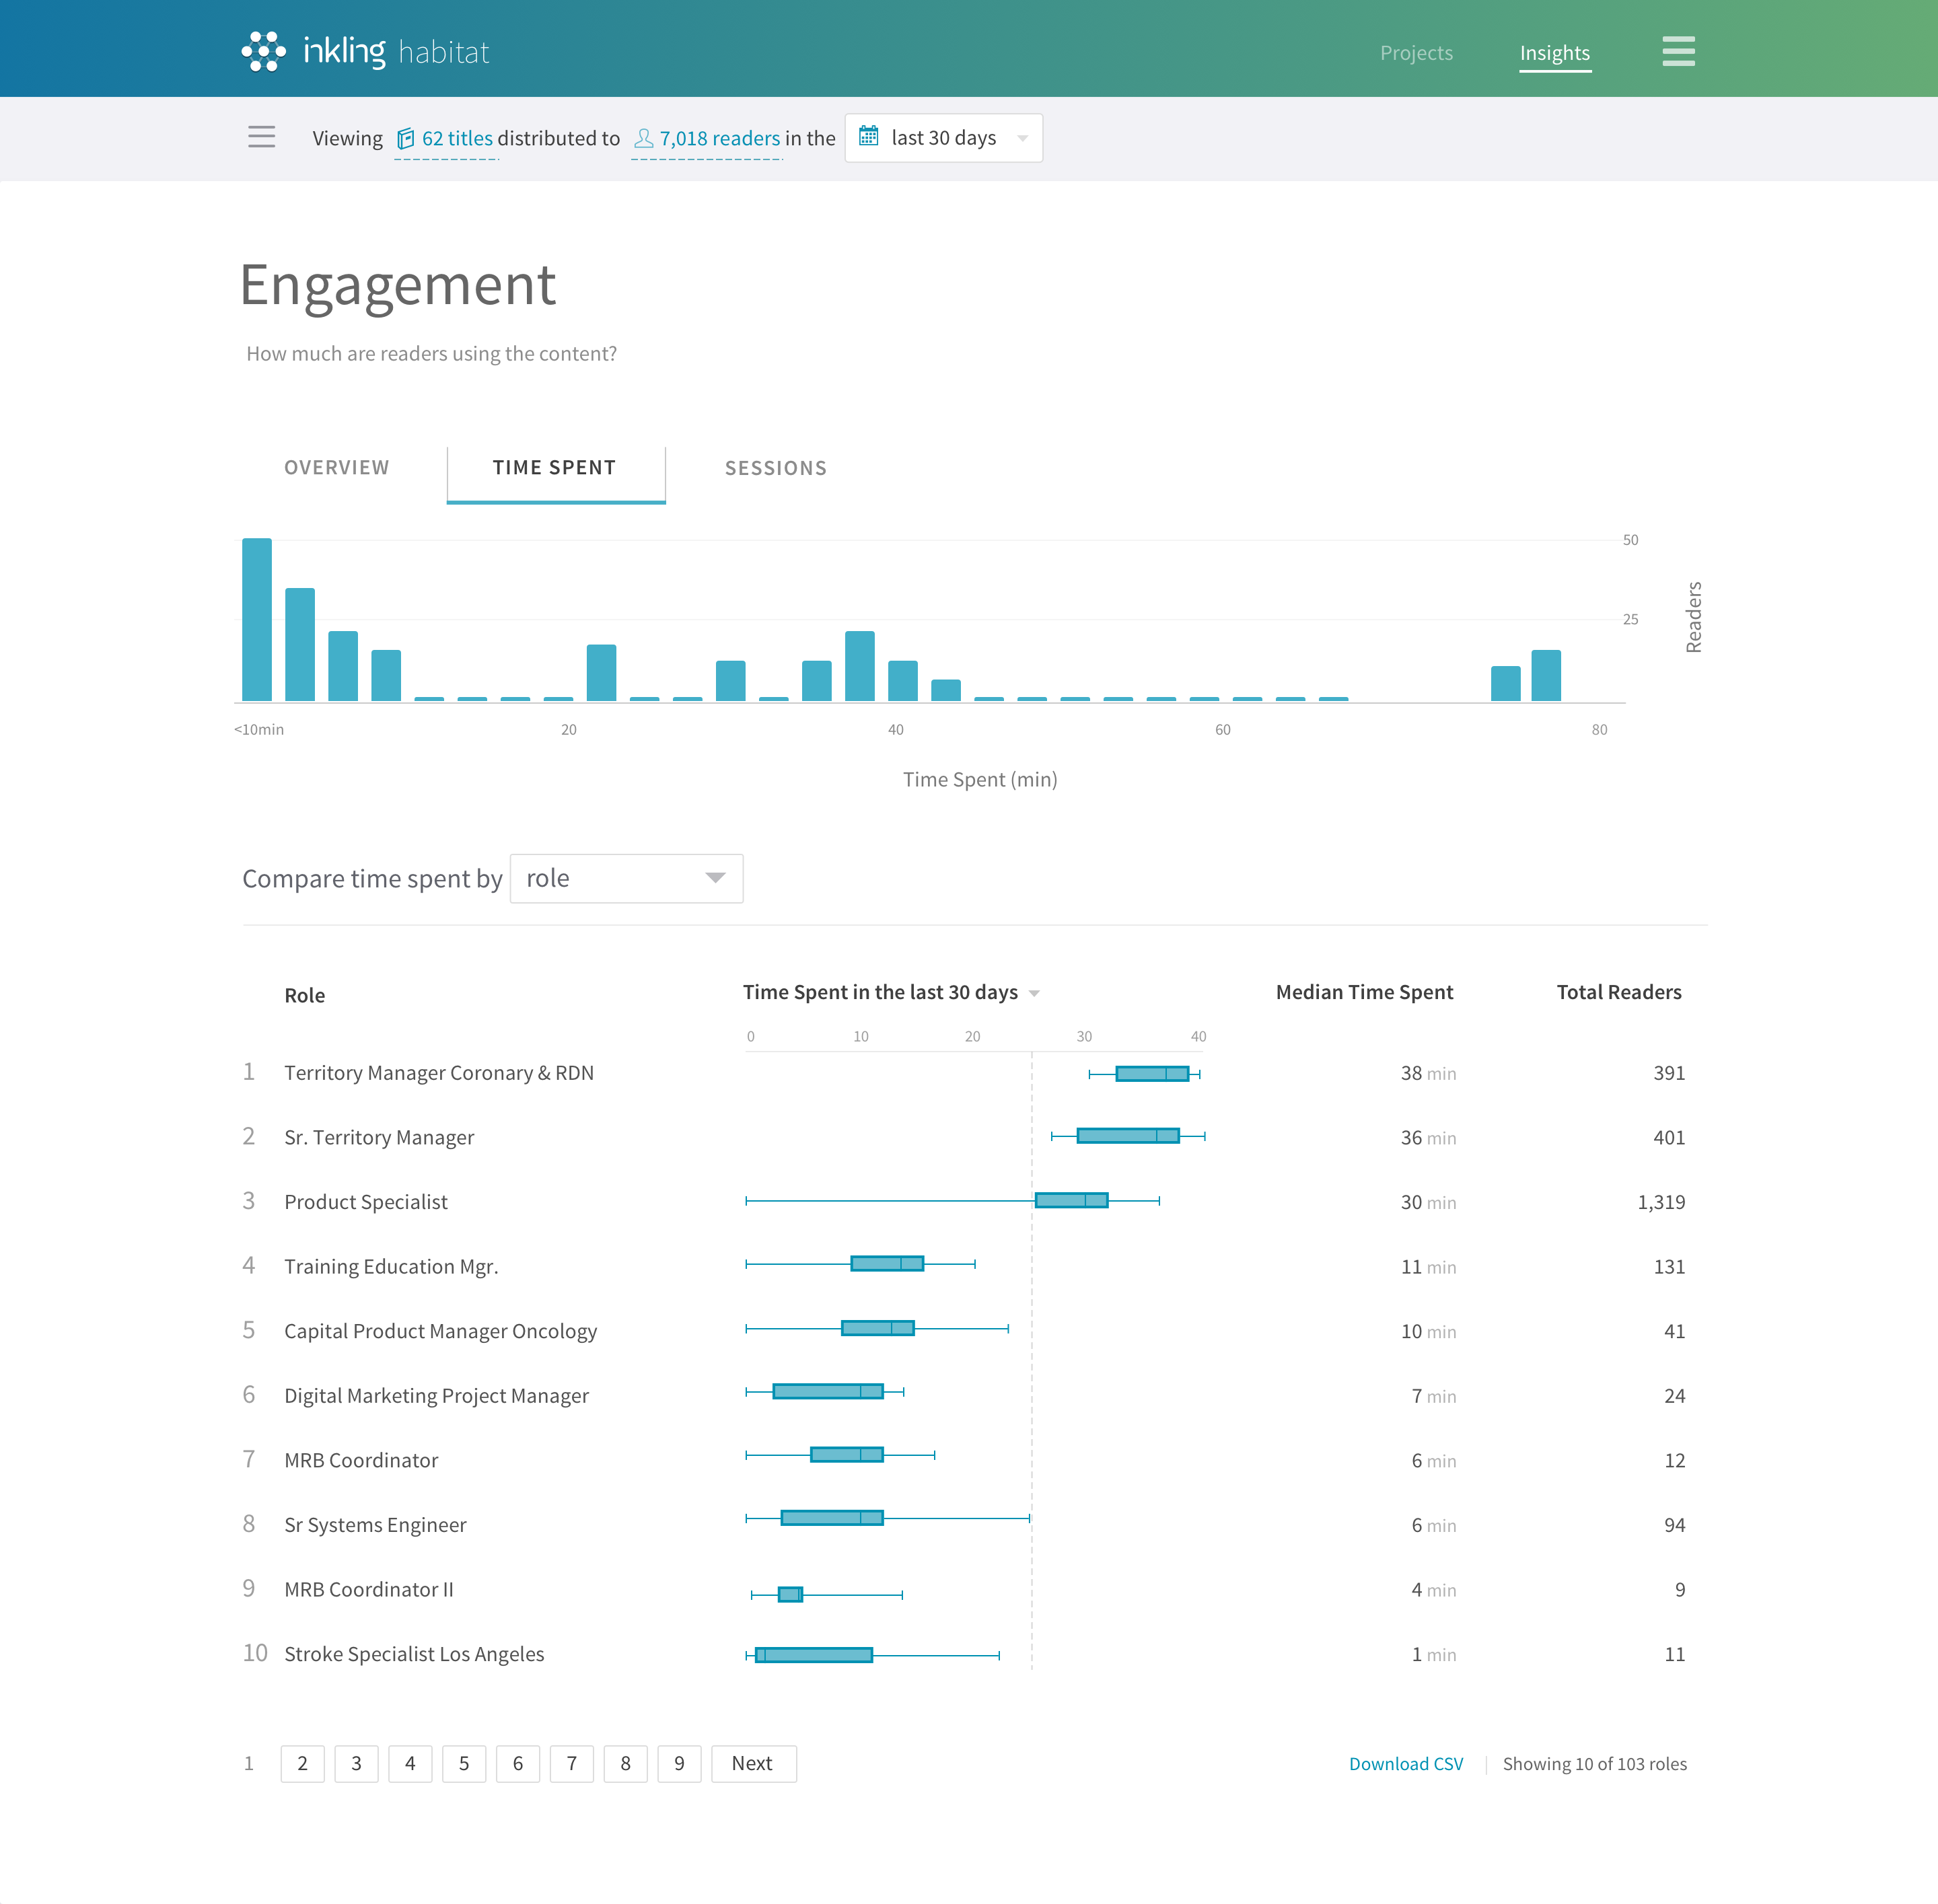 inkling habitat
Projects
Insights
Viewing 62 titles distributed to 7,018 readers in the last 30 days
Engagement
How much are readers using the content?
OVERVIEW
TIME SPENT
SESSIONS
50
25
Readers
<10min 20 40 60 80
Time Spent (min)
Compare time spent by role
Role Time Spent in the last 30 days Median Time Spent Total Readers
0 10 20 30 40
1 Territory Manager Coronary & RDN 38 min 391
2 Sr. Territory Manager 36 min 401
3 Product Specialist 30 min 1,319
4 Training Education Mgr. 11 min 131
5 Capital Product Manager Oncology 10 min 41
6 Digital Marketing Project Manager 7 min 24
7 MRB Coordinator 6 min 12
8 Sr Systems Engineer 6 min 94
9 MRB Coordinator II 4 min 9
10 Stroke Specialist Los Angeles 1 min 11
1 2 3 4 5 6 7 8 9 Next
Download CSV
Showing 10 of 103 roles